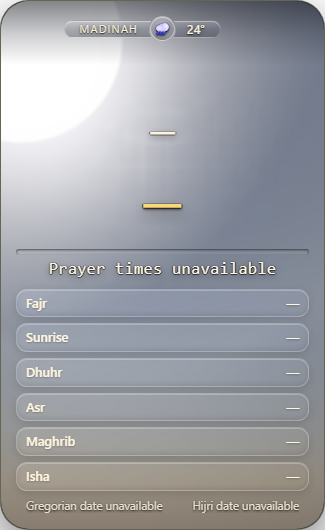 MADINAH 24°
—
—
Prayer times unavailable
Fajr —
Sunrise —
Dhuhr —
Asr —
Maghrib —
Isha —
Gregorian date unavailable Hijri date unavailable